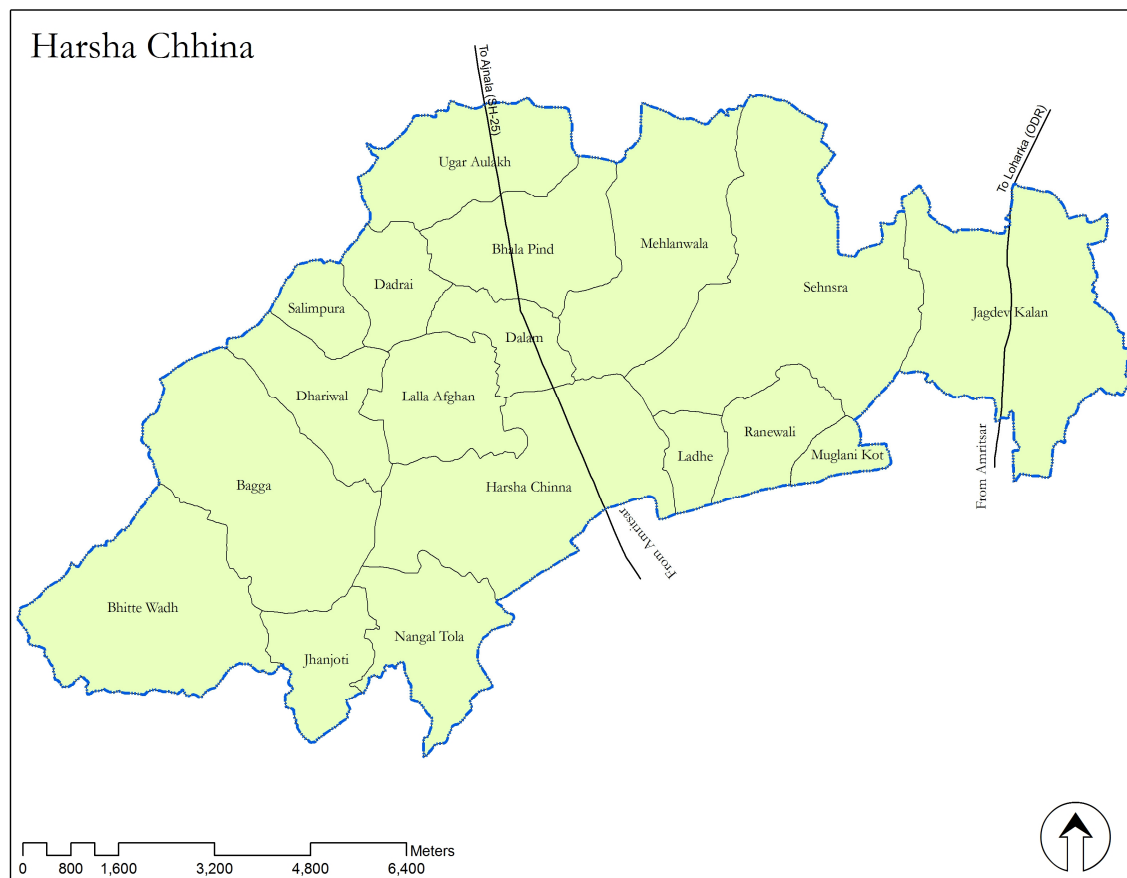 Harsha Chhina
To Ajnala (SH-25)
To Loharka (ODR)
Ugar Aulakh
Bhala Pind
Mehlanwala
Dadrai
Sehnsra
Salimpura
Jagdev Kalan
Dalam
Dhariwal
Lalla Afghan
Ranewali
Ladhe
Muglani Kot
Bagga
Harsha Chinna
From Amritsar
From Amritsar
Bhitte Wadh
Nangal Tola
Jhanjoti
Meters
0 800 1,600 3,200 4,800 6,400